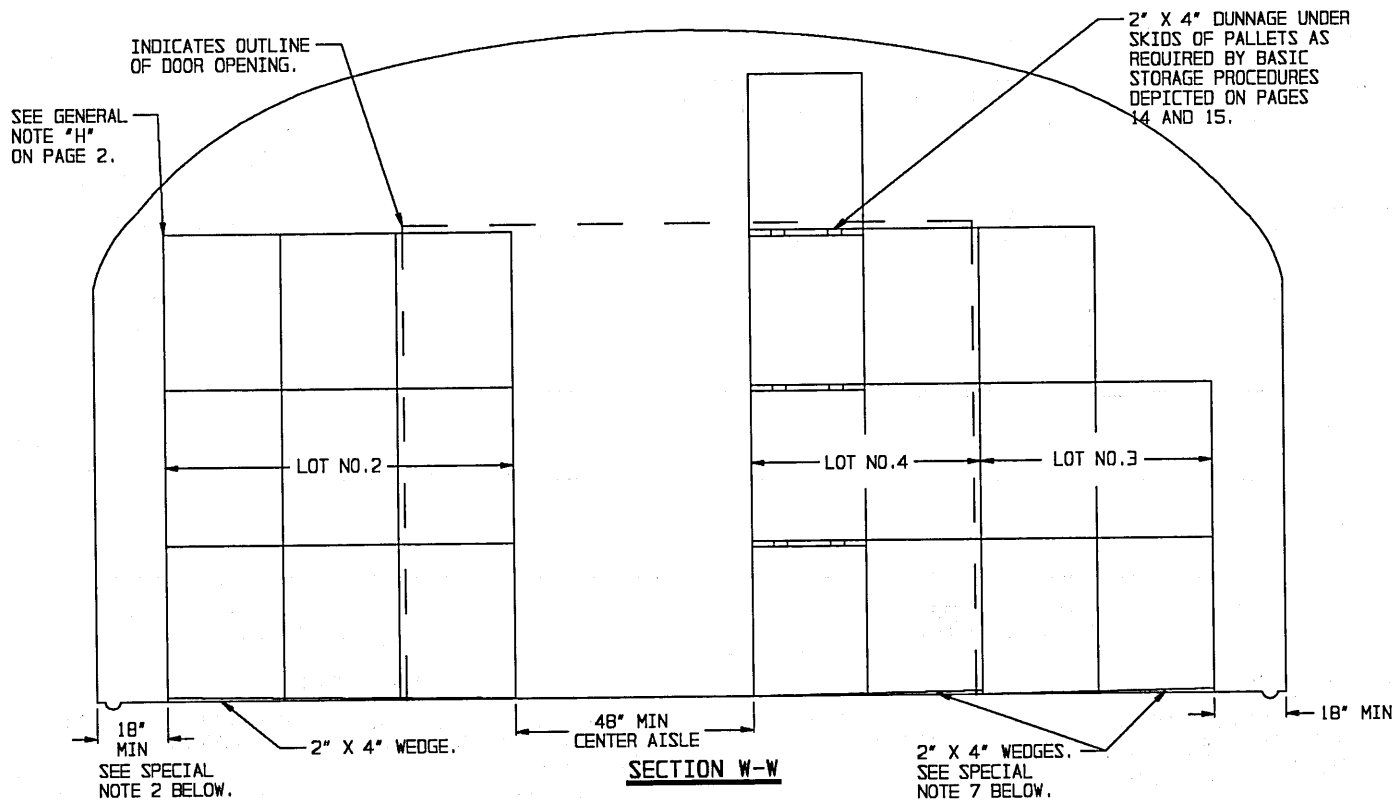 INDICATES OUTLINE
OF DOOR OPENING.
2" X 4" DUNNAGE UNDER
SKIDS OF PALLETS AS
REQUIRED BY BASIC
STORAGE PROCEDURES
DEPICTED ON PAGES
14 AND 15.
SEE GENERAL
NOTE "H"
ON PAGE 2.
LOT NO.2
LOT NO.4
LOT NO.3
18"
MIN
SEE SPECIAL
NOTE 2 BELOW.
2" X 4" WEDGE.
48" MIN
CENTER AISLE
SECTION W-W
2" X 4" WEDGES.
SEE SPECIAL
NOTE 7 BELOW.
18" MIN